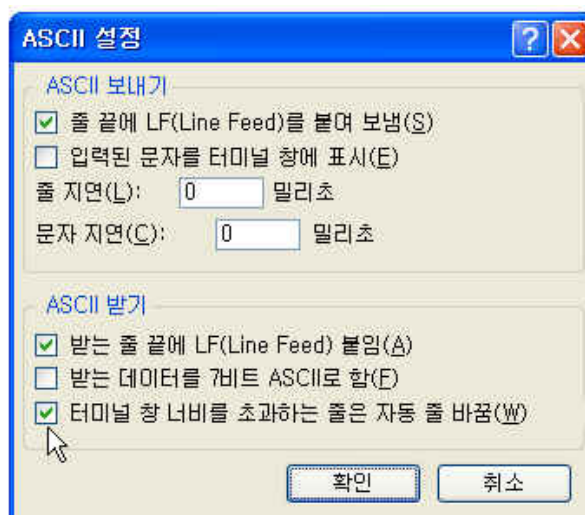 ASCII 설정
ASCII 보내기
줄 끝에 LF(Line Feed)를 붙여 보냄(S)
입력된 문자를 터미널 창에 표시(E)
줄 지연(L): 0 밀리초
문자 지연(C): 0 밀리초
ASCII 받기
받는 줄 끝에 LF(Line Feed) 붙임(A)
받는 데이터를 7비트 ASCII로 함(F)
터미널 창 너비를 초과하는 줄은 자동 줄 바꿈(W)
확인 취소